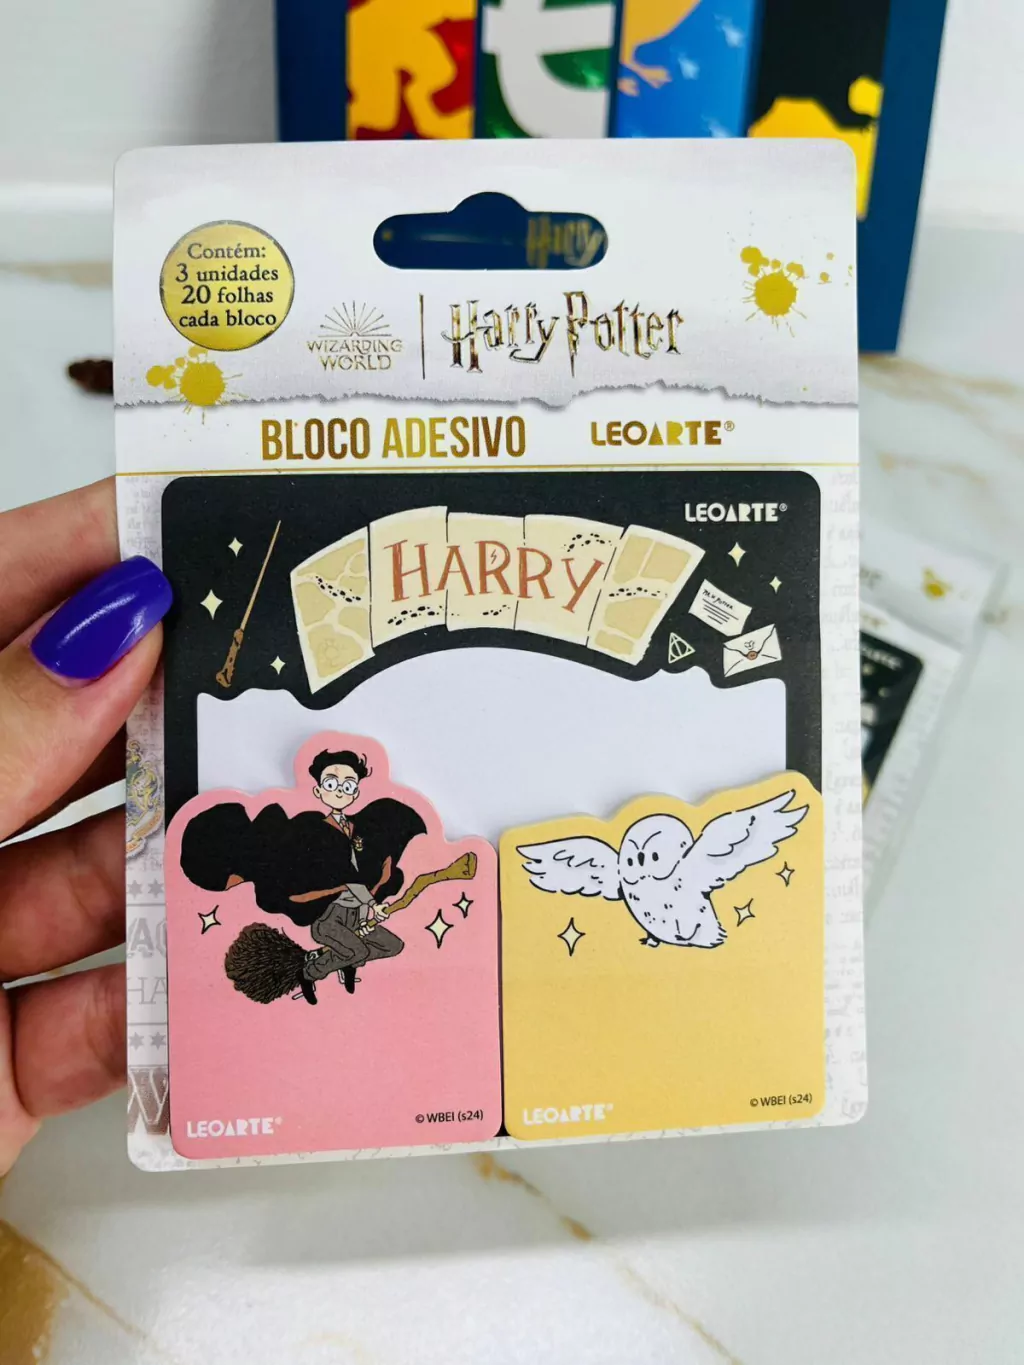 Harry
Contém:
3 unidades
20 folhas
cada bloco
WIZARDING
WORLD
Harry Potter
BLOCO ADESIVO
LEOARTE®
LEOARTE®
HARRY
LEOARTE®
© WBEI (s24)
LEOARTE®
© WBEI (s24)